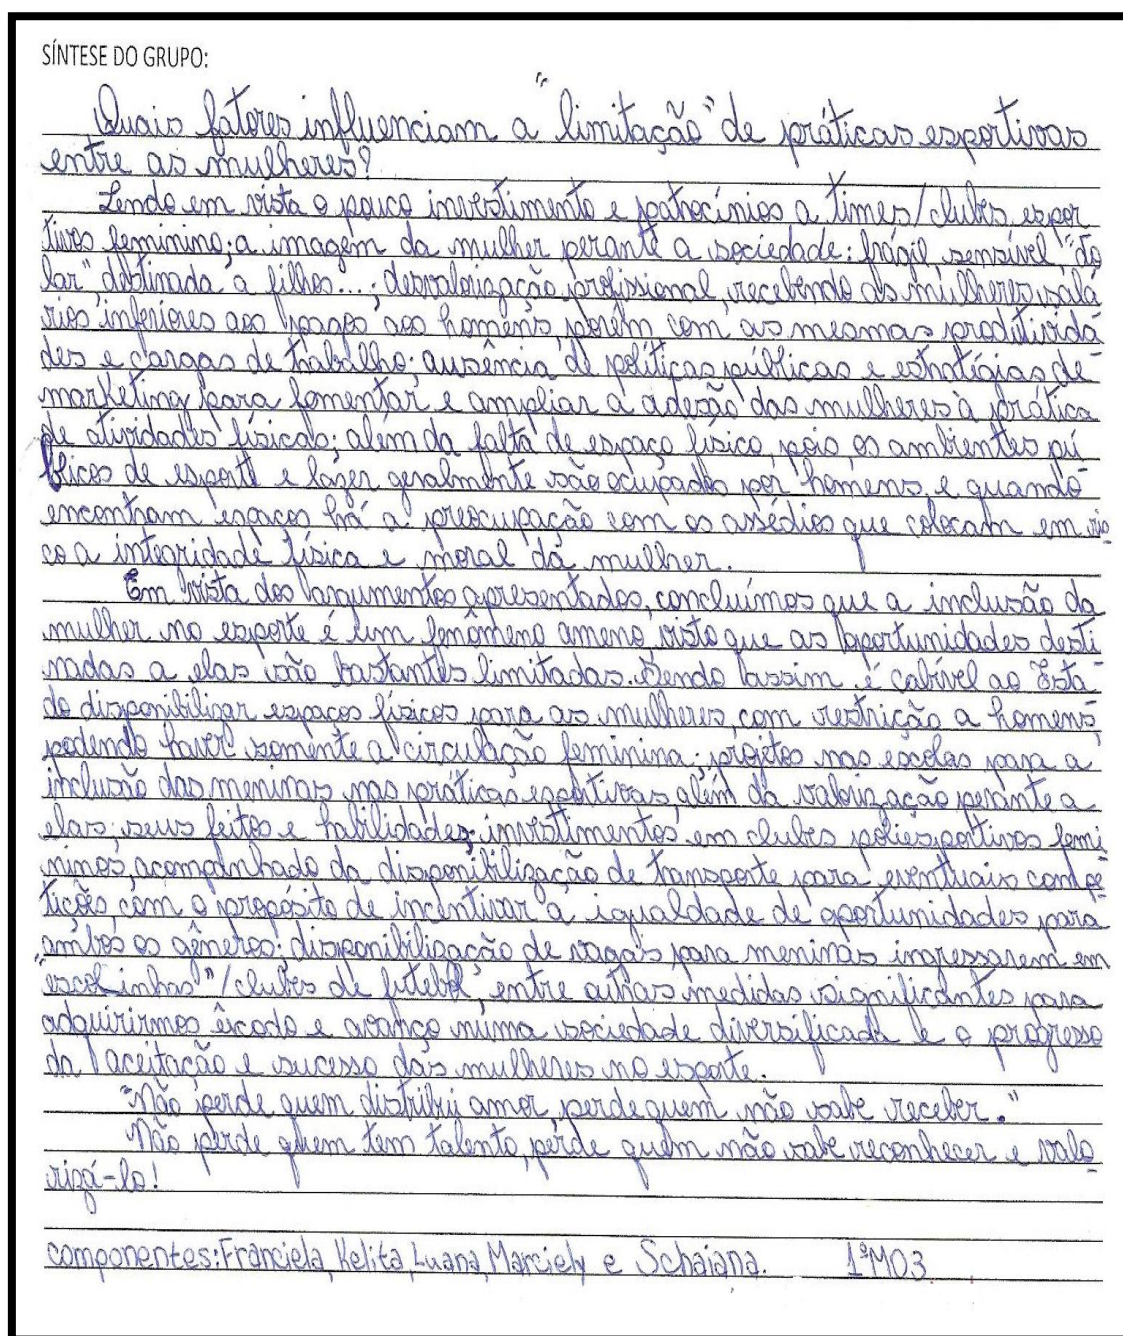 SÍNTESE DO GRUPO:
Quais fatores influenciam a "limitação" de práticas esportivas
entre as mulheres?
Tendo em vista o pouco investimento e patrocínios a times/clubes espor
tivos feminino; a imagem da mulher perante a sociedade: frágil, sensível "do
lar" destinada a filhos...; desvalorização profissional, recebendo as mulheres salá
rios inferiores aos pagos aos homens, porém com as mesmas produtividá
des e cargas de trabalho; ausência de políticas públicas e estratégias de
marketing para fomentar e ampliar a adesão das mulheres à prática
de atividades físicas; além da falta de espaço físico, pois os ambientes pú
blicos de esporte e lazer geralmente são ocupados por homens, e quando
encontram espaços há a preocupação com os assédios que colocam em ris
co a integridade física e moral da mulher.
Em vista dos argumentos apresentados, concluímos que a inclusão da
mulher no esporte é um fenômeno ameno, visto que as oportunidades desti
nadas a elas são bastantes limitadas. Sendo assim, é cabível ao Esta
do disponibilizar espaços físicos para as mulheres, com restrição a homens
podendo haver somente a circulação feminina; projetos nas escolas para a
inclusão das meninas nas práticas esportivas, além da valorização perante a
elas, seus feitos e habilidades; investimentos em clubes poliesportivos femi
ninos, acompanhado da disponibilização de transporte para eventuais compe
tições, com o propósito de incentivar a igualdade de oportunidades para
ambos os gêneros; disponibilização de vagas para meninas ingressarem em
"escolinhas"/clubes de futebol, entre outras medidas significantes para
adquirirmos êxodo e avanço numa sociedade diversificada e o progresso
da aceitação e sucesso das mulheres no esporte.
"Não perde quem distribui amor, perde quem não sabe receber."
Não perde quem tem talento, perde quem não sabe reconhecer e valo
rizá-lo!
componentes: Franciela, Kelita, Luana, Marciely e Schaiana. 1ºM03